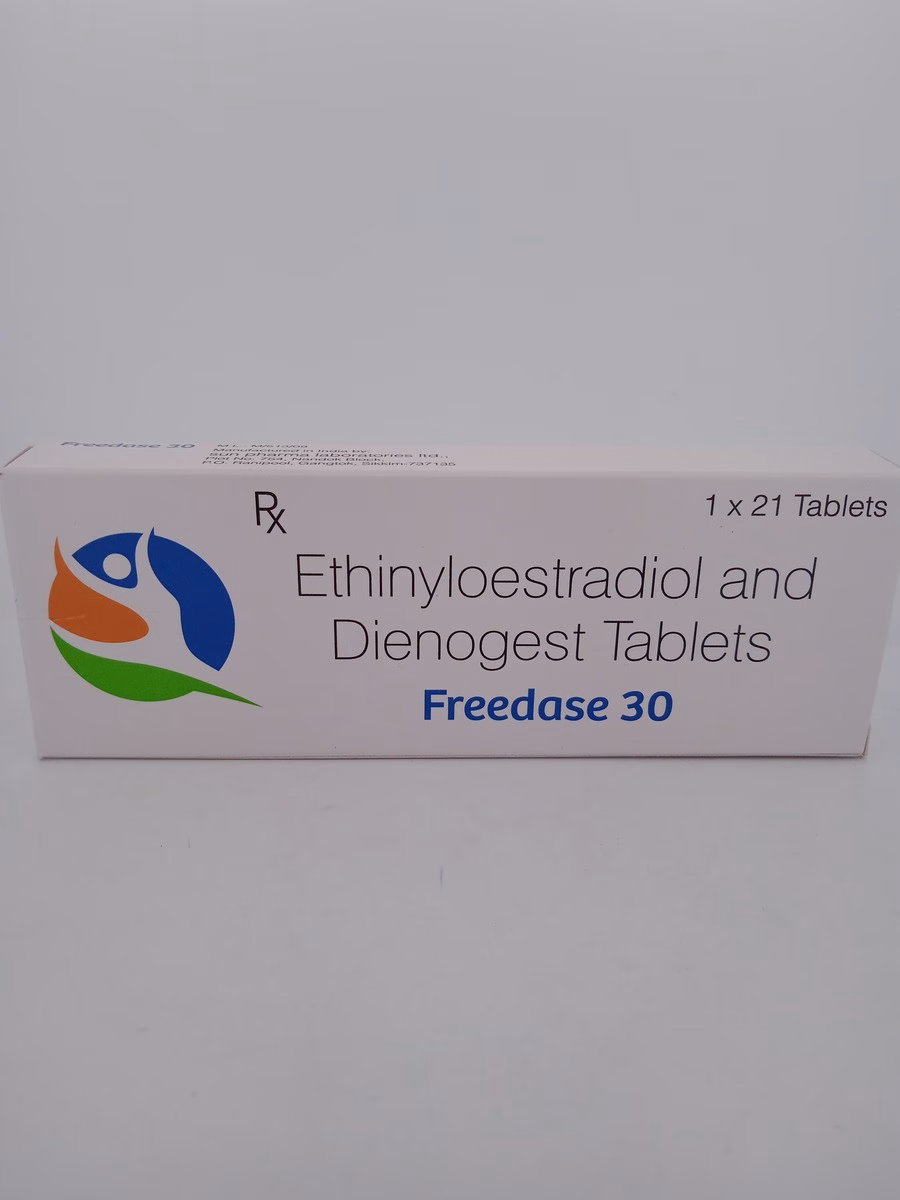 Freedase 30
Manufactured in India by:
sun pharma laboratories ltd.,
Plot No. 754, Nandok Block,
P.O. Ranipool, Gangtok, Sikkim-737135
Rx
1 x 21 Tablets
Ethinyloestradiol and
Dienogest Tablets
Freedase 30